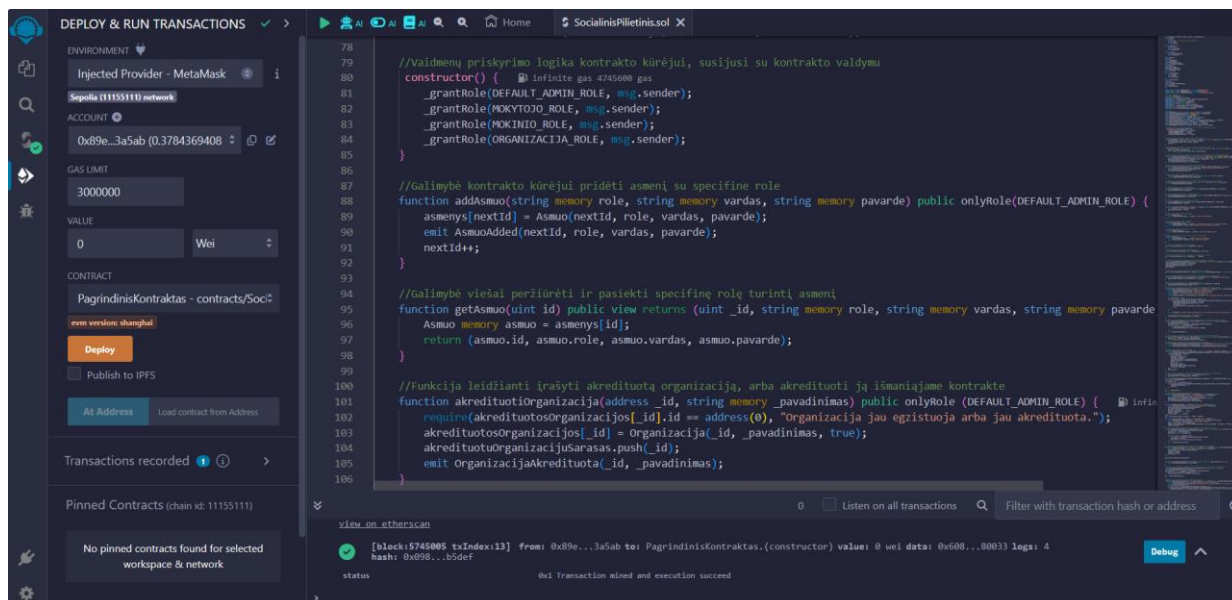 DEPLOY & RUN TRANSACTIONS
ENVIRONMENT
Injected Provider - MetaMask
Sepolia (11155111) network
ACCOUNT
0x89e...3a5ab (0.3784369408
GAS LIMIT
3000000
VALUE
0
Wei
CONTRACT
PagrindinisKontraktas - contracts/Soci
evm version: shanghai
Deploy
Publish to IPFS
At Address
Load contract from Address
Transactions recorded 1
Pinned Contracts (chain id: 11155111)
No pinned contracts found for selected
workspace & network
AI AI AI Home SocialinisPilietinis.sol
78
79 //Vaidmenų priskyrimo logika kontrakto kūrėjui, susijusi su kontrakto valdymu
80 constructor() { infinite gas 4745600 gas
81 _grantRole(DEFAULT_ADMIN_ROLE, msg.sender);
82 _grantRole(MOKYTOJO_ROLE, msg.sender);
83 _grantRole(MOKINIO_ROLE, msg.sender);
84 _grantRole(ORGANIZACIJA_ROLE, msg.sender);
85 }
86
87 //Galimybė kontrakto kūrėjui pridėti asmenį su specifine role
88 function addAsmuo(string memory role, string memory vardas, string memory pavarde) public onlyRole(DEFAULT_ADMIN_ROLE) {
89 asmenys[nextId] = Asmuo(nextId, role, vardas, pavarde);
90 emit AsmuoAdded(nextId, role, vardas, pavarde);
91 nextId++;
92 }
93
94 //Galimybė viešai peržiūrėti ir pasiekti specifinę rolę turintį asmenį
95 function getAsmuo(uint id) public view returns (uint _id, string memory role, string memory vardas, string memory pavarde
96 Asmuo memory asmuo = asmenys[id];
97 return (asmuo.id, asmuo.role, asmuo.vardas, asmuo.pavarde);
98 }
99
100 //Funkcija leidžianti įrašyti akredituotą organizaciją, arba akredituoti ją išmaniajame kontrakte
101 function akredituotiOrganizacija(address _id, string memory _pavadinimas) public onlyRole (DEFAULT_ADMIN_ROLE) { infin
102 require(akredituotosOrganizacijos[_id].id == address(0), "Organizacija jau egzistuoja arba jau akredituota.");
103 akredituotosOrganizacijos[_id] = Organizacija(_id, _pavadinimas, true);
104 akredituotuOrganizacijuSarasas.push(_id);
105 emit OrganizacijaAkredituota(_id, _pavadinimas);
106 }
0 Listen on all transactions Filter with transaction hash or address
view on etherscan
[block:5745005 txIndex:13] from: 0x89e...3a5ab to: PagrindinisKontraktas.(constructor) value: 0 wei data: 0x608...80033 logs: 4
hash: 0x098...b5def
Debug
status 0x1 Transaction mined and execution succeed